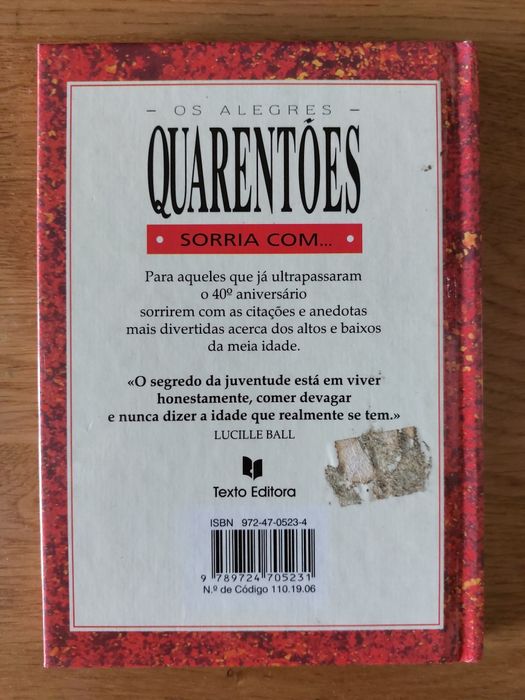 - OS ALEGRES -
QUARENTÕES
• SORRIA COM... •
Para aqueles que já ultrapassaram
o 40º aniversário
sorrirem com as citações e anedotas
mais divertidas acerca dos altos e baixos
da meia idade.
«O segredo da juventude está em viver
honestamente, comer devagar
e nunca dizer a idade que realmente se tem.»
LUCILLE BALL
Texto Editora
ISBN 972-47-0523-4
9 789724 705231
N.º de Código 110.19.06